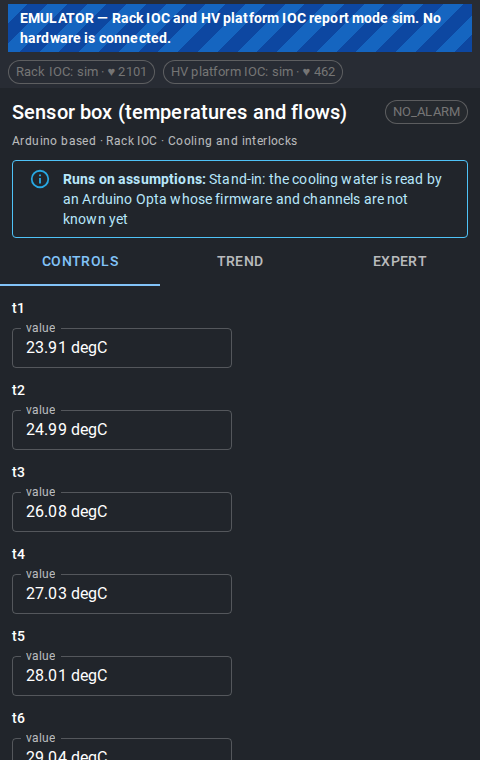 EMULATOR — Rack IOC and HV platform IOC report mode sim. No
hardware is connected.
Rack IOC: sim · ♥ 2101
HV platform IOC: sim · ♥ 462
Sensor box (temperatures and flows)
NO_ALARM
Arduino based · Rack IOC · Cooling and interlocks
Runs on assumptions: Stand-in: the cooling water is read by
an Arduino Opta whose firmware and channels are not
known yet
CONTROLS
TREND
EXPERT
t1
value
23.91 degC
t2
value
24.99 degC
t3
value
26.08 degC
t4
value
27.03 degC
t5
value
28.01 degC
t6
value
29.04 degC